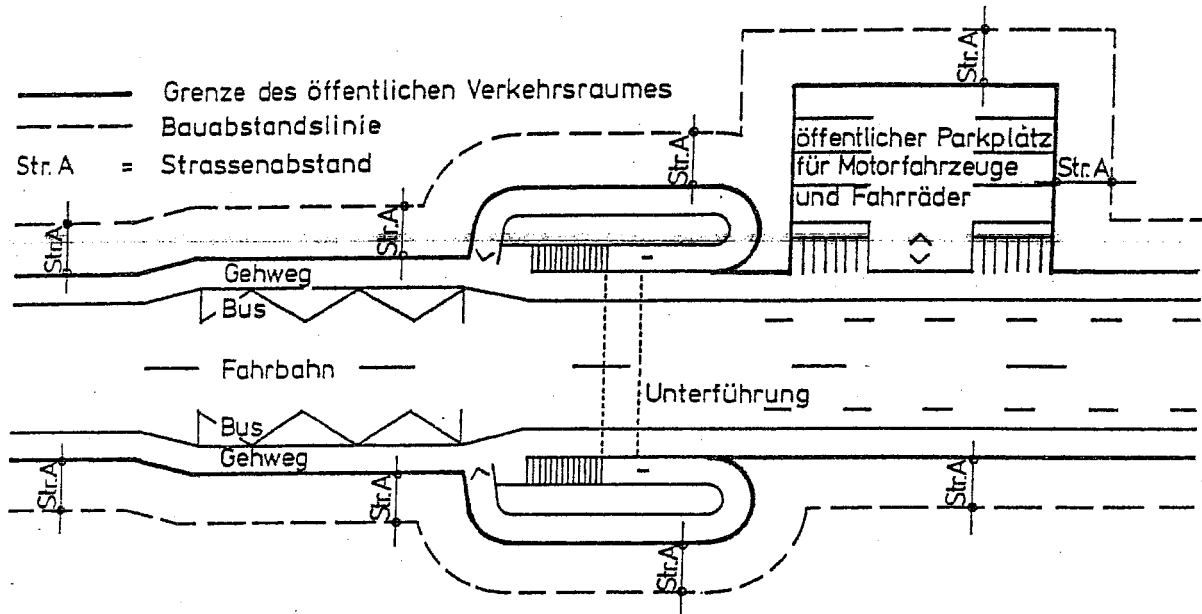 Grenze des öffentlichen Verkehrsraumes
Bauabstandslinie
Str. A = Strassenabstand
Str.A
Str.A
öffentlicher Parkplatz
für Motorfahrzeuge
und Fahrräder
Str.A
Str.A
Str.A
Gehweg
Bus
Fahrbahn
Unterführung
Bus
Gehweg
Str.A
Str.A
Str.A
Str.A